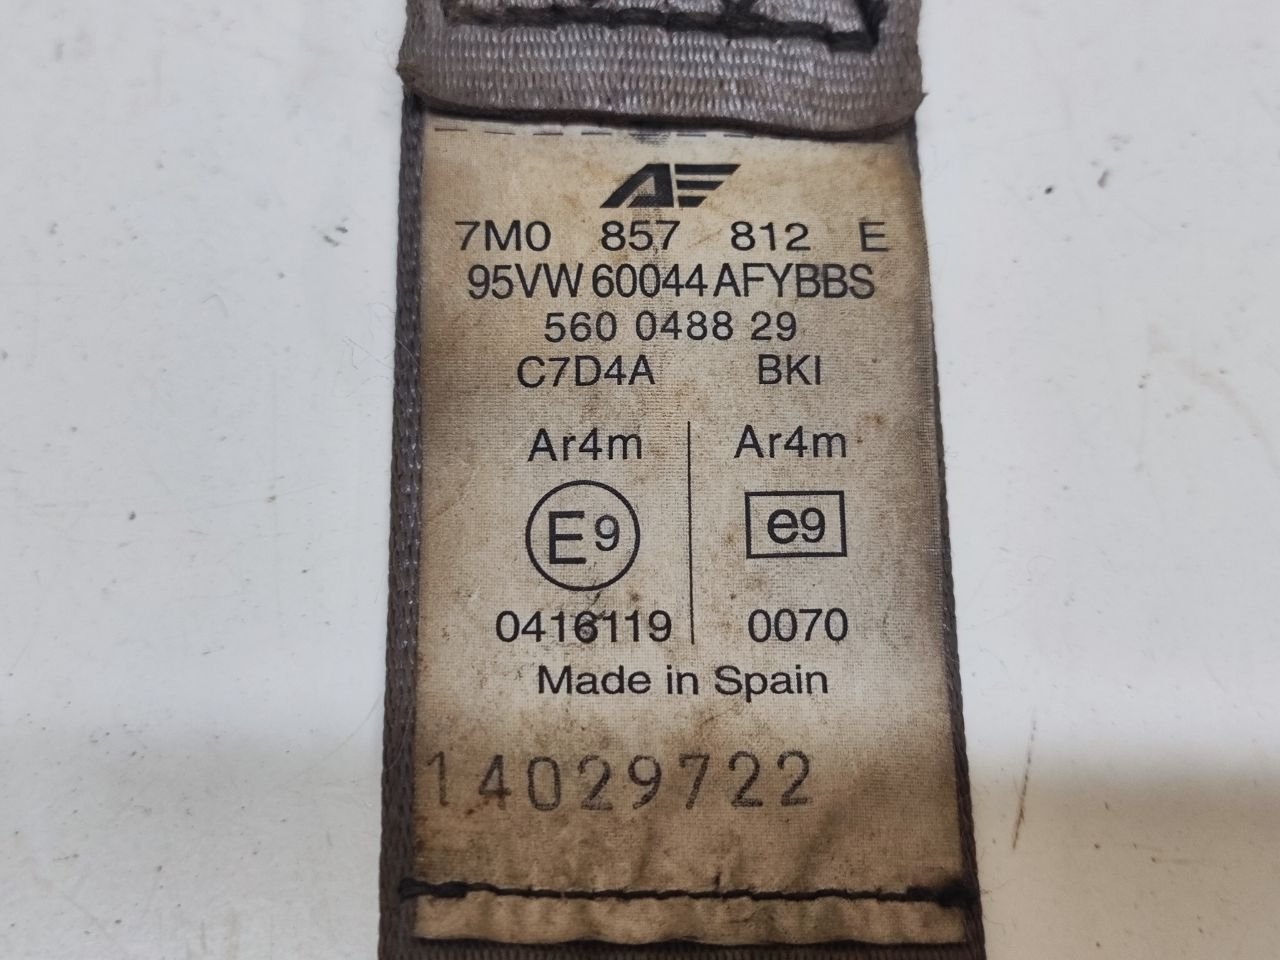 AE
7M0 857 812 E
95VW 60044 AFYBBS
560 0488 29
C7D4A BKI
Ar4m Ar4m
E9 e9
0416119 0070
Made in Spain
14029722